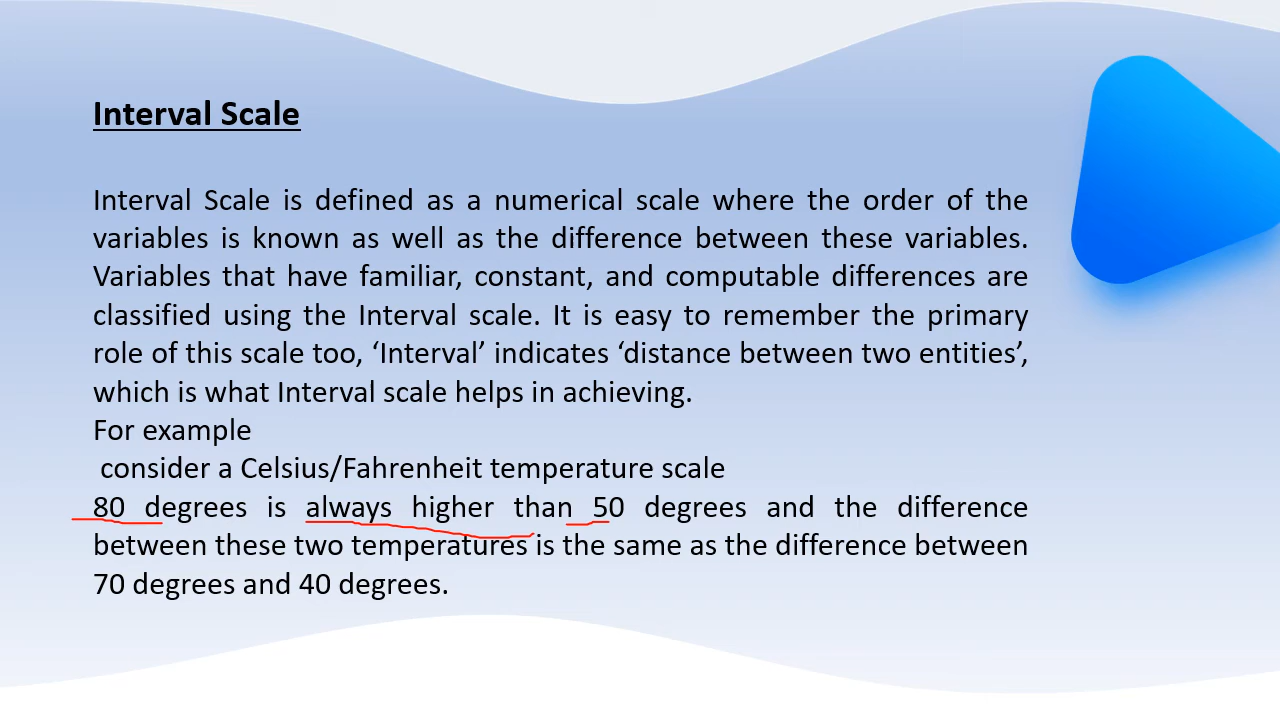 Interval Scale
Interval Scale is defined as a numerical scale where the order of the
variables is known as well as the difference between these variables.
Variables that have familiar, constant, and computable differences are
classified using the Interval scale. It is easy to remember the primary
role of this scale too, ‘Interval’ indicates ‘distance between two entities’,
which is what Interval scale helps in achieving.
For example
consider a Celsius/Fahrenheit temperature scale
80 degrees is always higher than 50 degrees and the difference
between these two temperatures is the same as the difference between
70 degrees and 40 degrees.